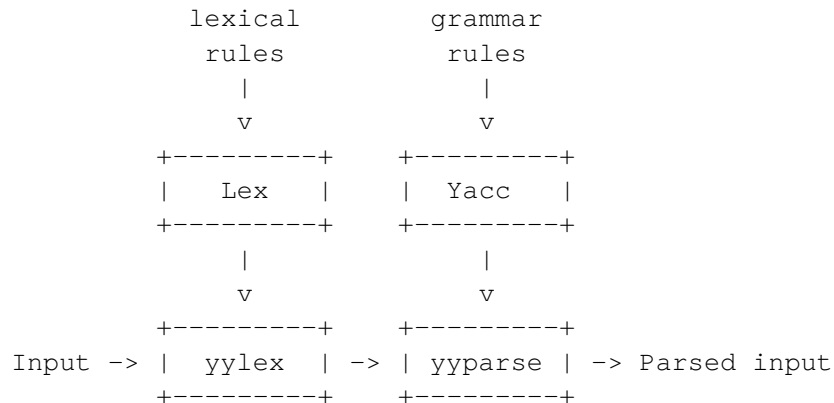 lexical grammar
rules rules
| |
v v
+---------+ +---------+
| Lex | | Yacc |
+---------+ +---------+
| |
v v
+---------+ +---------+
Input -> | yylex | -> | yyparse | -> Parsed input
+---------+ +---------+